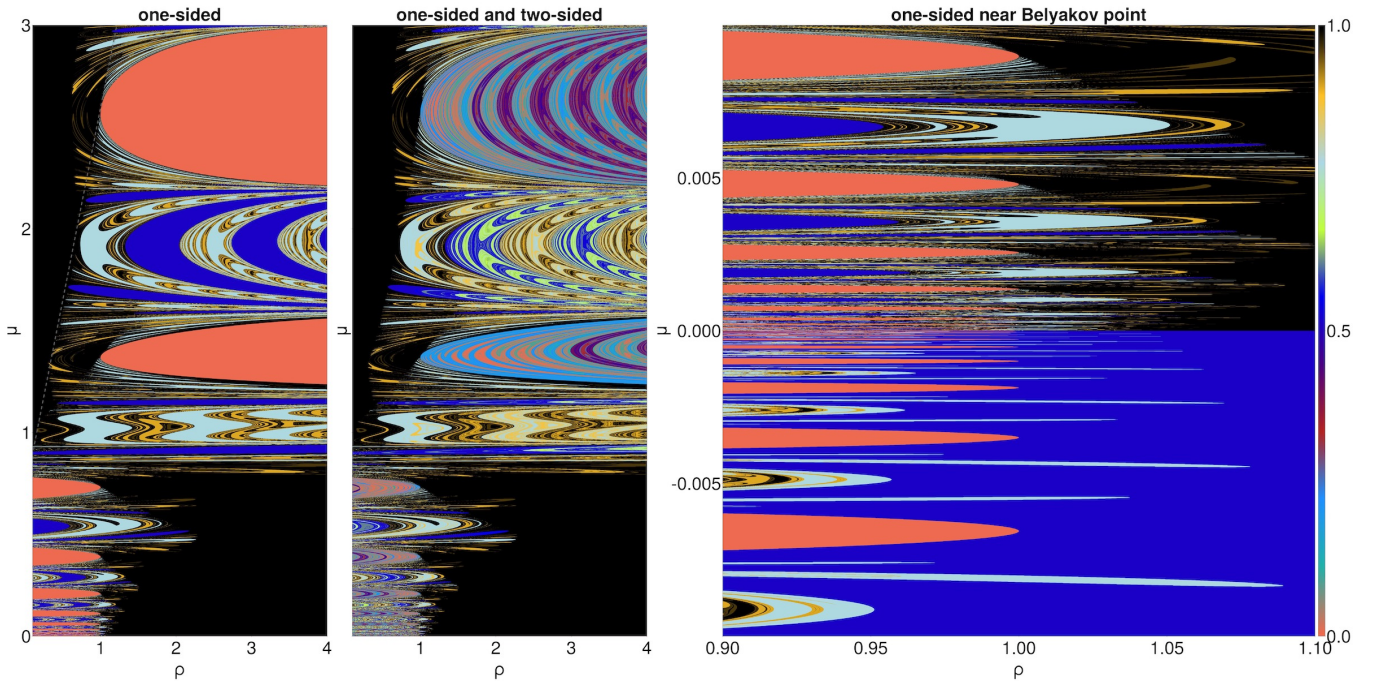 one-sided
one-sided and two-sided
one-sided near Belyakov point
3
2
1
0
μ
1
2
3
4
ρ
μ
1
2
3
4
ρ
0.005
0.000
-0.005
μ
0.90
0.95
1.00
1.05
1.10
ρ
1.0
0.5
0.0